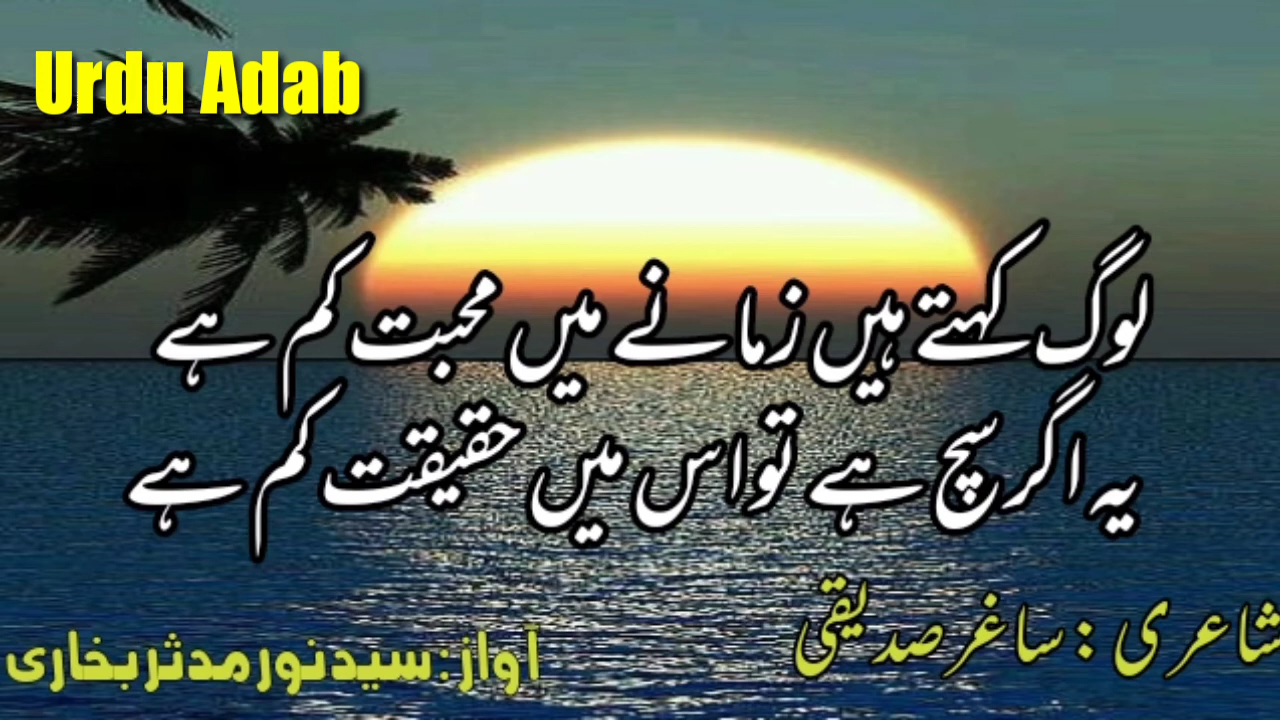 Urdu Adab
لوگ کہتے ہیں زمانے میں محبت کم ہے
یہ اگر سچ ہے تو اس میں حقیقت کم ہے
شاعری : ساغر صدیقی
آواز: سید نور مدثر بخاری